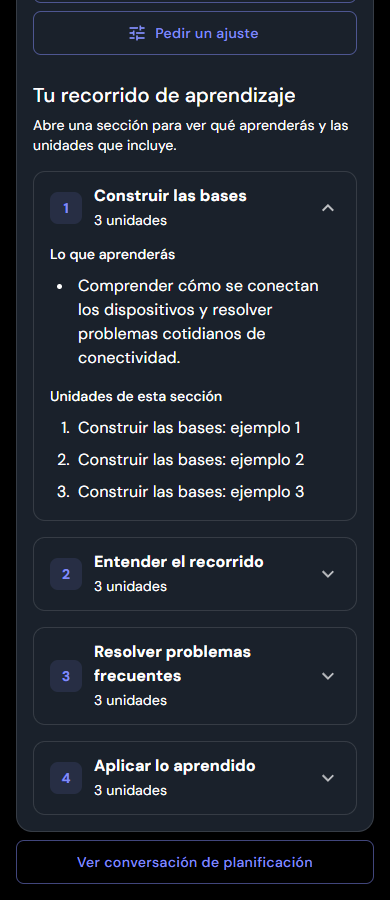 Pedir un ajuste
Tu recorrido de aprendizaje
Abre una sección para ver qué aprenderás y las
unidades que incluye.
1
Construir las bases
3 unidades
Lo que aprenderás
• Comprender cómo se conectan
los dispositivos y resolver
problemas cotidianos de
conectividad.
Unidades de esta sección
1. Construir las bases: ejemplo 1
2. Construir las bases: ejemplo 2
3. Construir las bases: ejemplo 3
2
Entender el recorrido
3 unidades
3
Resolver problemas
frecuentes
3 unidades
4
Aplicar lo aprendido
3 unidades
Ver conversación de planificación